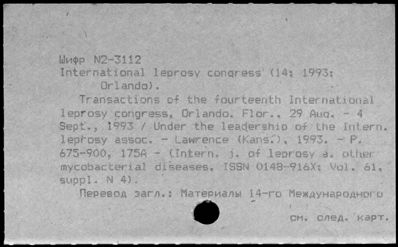 Шифр N2-3112
International leprosy congress (14; 1993;
Orlando).
Transactions of the fourteenth International
leprosy congress, Orlando, Flor., 29 Aug. - 4
Sept., 1993 / Under the leadership of the Intern.
leprosy assoc. - Lawrence (Kans.), 1993. - P.
675-900, 175A - (Intern. j. of leprosy a. other
mycobacterial diseases, ISSN 0148-916X; Vol. 61,
suppl. N 4).
Перевод загл.: Материалы 14-го Международного
см. след. карт.